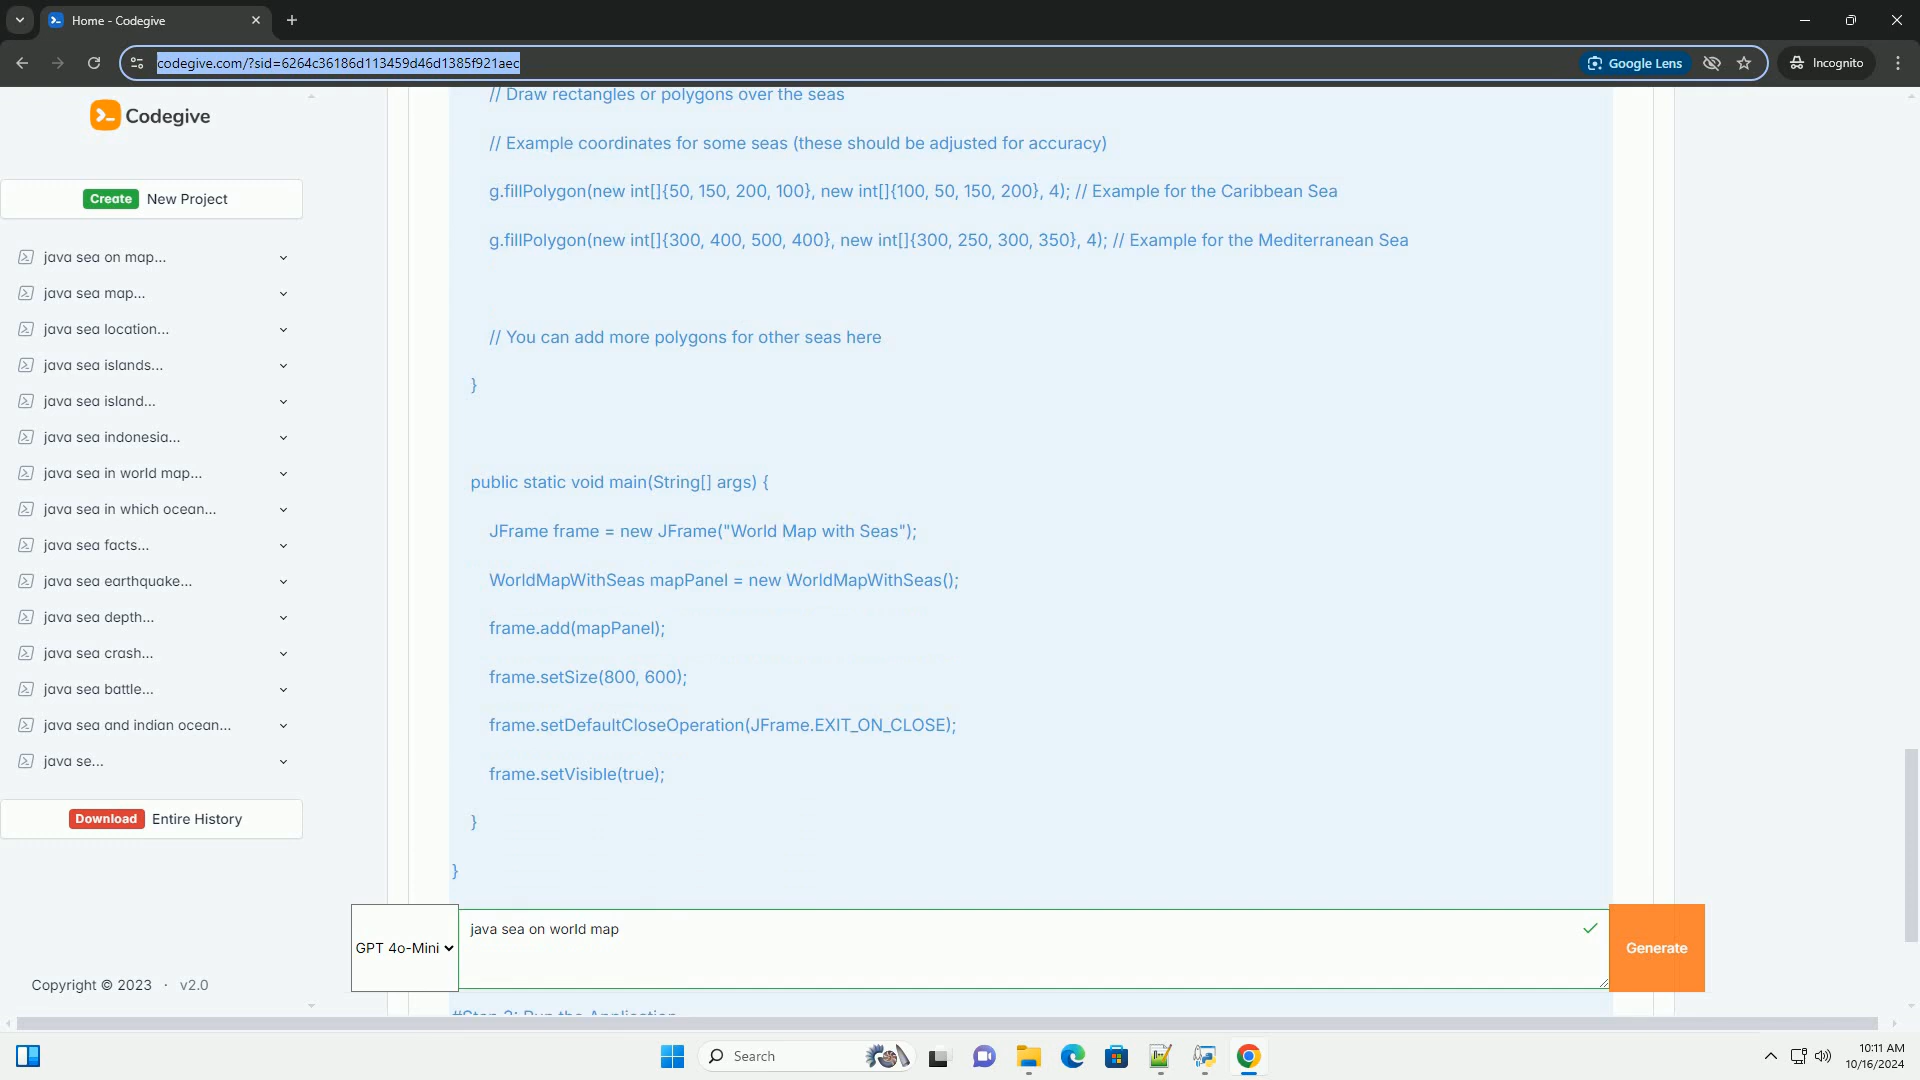 Home - Codegive
codegive.com/?sid=6264c36186d113459d46d1385f921aec
Google Lens
Incognito
Codegive
Create New Project
java sea on map...
java sea map...
java sea location...
java sea islands...
java sea island...
java sea indonesia...
java sea in world map...
java sea in which ocean...
java sea facts...
java sea earthquake...
java sea depth...
java sea crash...
java sea battle...
java sea and indian ocean...
java se...
Download Entire History
Copyright © 2023 · v2.0
// Draw rectangles or polygons over the seas
// Example coordinates for some seas (these should be adjusted for accuracy)
g.fillPolygon(new int[]{50, 150, 200, 100}, new int[]{100, 50, 150, 200}, 4); // Example for the Caribbean Sea
g.fillPolygon(new int[]{300, 400, 500, 400}, new int[]{300, 250, 300, 350}, 4); // Example for the Mediterranean Sea
// You can add more polygons for other seas here
}
public static void main(String[] args) {
JFrame frame = new JFrame("World Map with Seas");
WorldMapWithSeas mapPanel = new WorldMapWithSeas();
frame.add(mapPanel);
frame.setSize(800, 600);
frame.setDefaultCloseOperation(JFrame.EXIT_ON_CLOSE);
frame.setVisible(true);
}
}
GPT 4o-Mini
java sea on world map
Generate
Search
10:11 AM
10/16/2024